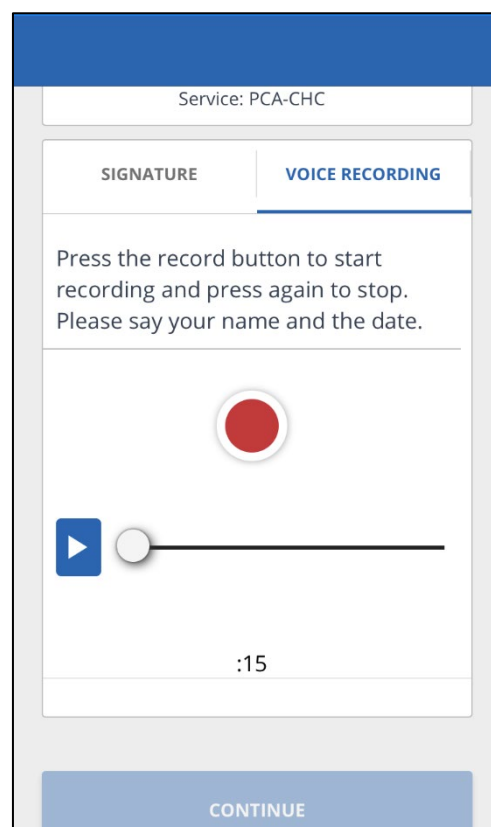 Service: PCA-CHC
SIGNATURE
VOICE RECORDING
Press the record button to start
recording and press again to stop.
Please say your name and the date.
:15
CONTINUE